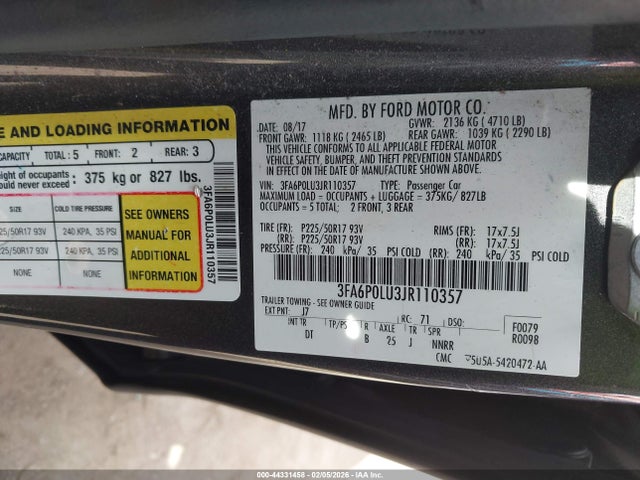 E AND LOADING INFORMATION
CAPACITY TOTAL: 5 FRONT: 2 REAR: 3
eight of occupants
ould never exceed : 375 kg or 827 lbs.
SIZE COLD TIRE PRESSURE
25/50R17 93V 240 KPA, 35 PSI
225/50R17 93V 240 KPA, 35 PSI
NONE NONE
SEE OWNERS
MANUAL FOR
ADDITIONAL
INFORMATION
3FA6P0LU3JR110357
MFD. BY FORD MOTOR CO.
DATE: 08/17 GVWR: 2136 KG ( 4710 LB)
FRONT GAWR: 1118 KG ( 2465 LB) REAR GAWR: 1039 KG ( 2290 LB)
THIS VEHICLE CONFORMS TO ALL APPLICABLE FEDERAL MOTOR
VEHICLE SAFETY, BUMPER, AND THEFT PREVENTION STANDARDS
IN EFFECT ON THE DATE OF MANUFACTURE SHOWN ABOVE.
VIN: 3FA6P0LU3JR110357 TYPE: Passenger Car
MAXIMUM LOAD = OCCUPANTS + LUGGAGE = 375KG/ 827LB
OCCUPANTS = 5 TOTAL; 2 FRONT, 3 REAR
TIRE (FR): P225/50R17 93V RIMS (FR): 17x7.5J
(RR): P225/50R17 93V (RR): 17x7.5J
PRESSURE (FR): 240 kPa/ 35 PSI COLD (RR): 240 kPa/ 35 PSI COLD
3FA6P0LU3JR110357
TRAILER TOWING - SEE OWNER GUIDE
EXT PNT: J7 RC: 71 DSO: F0079
INT TR TP/PS R AXLE TR SPR R0098
DT B 25 J NNRR
CMC 5U5A-5420472-AA
000-44331458 - 02/05/2026 - IAAI.COM